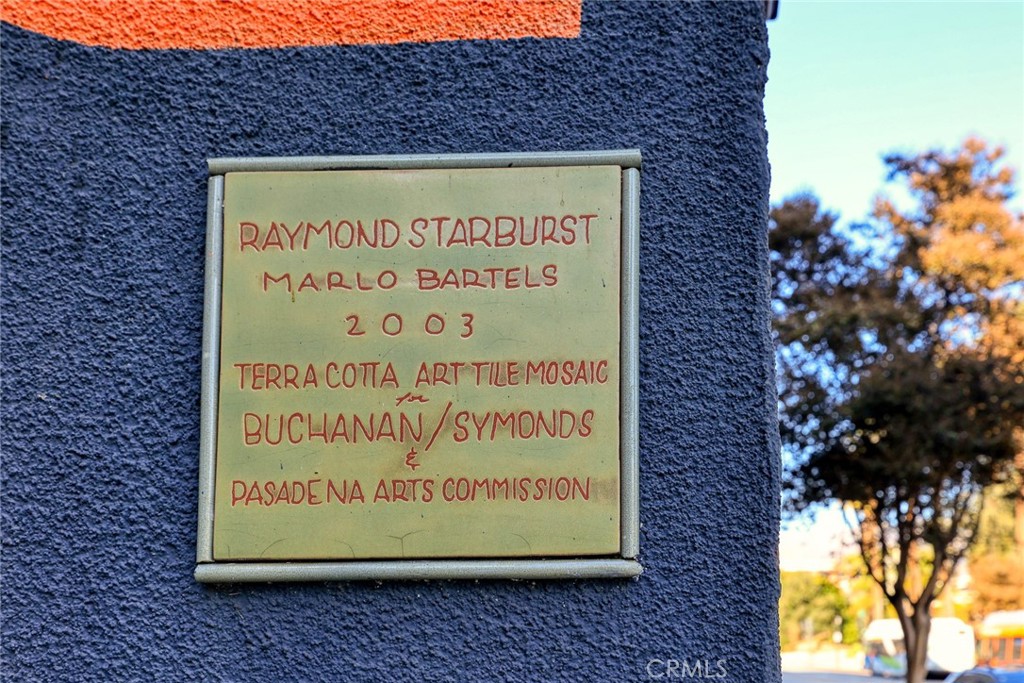 RAYMOND STARBURST
MARLO BARTELS
2003
TERRA COTTA ART TILE MOSAIC
for
BUCHANAN/SYMONDS
&
PASADENA ARTS COMMISSION
CRMLS